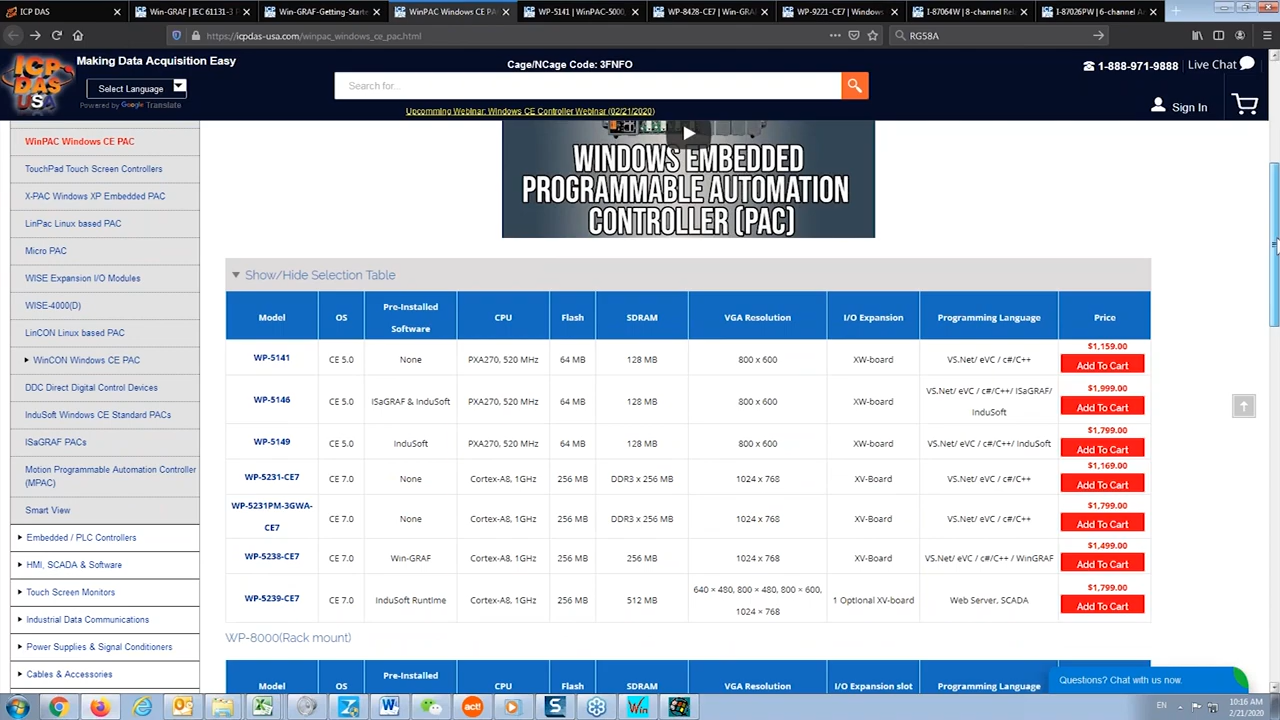 ICP DAS
Win-GRAF | IEC 61131-3
Win-GRAF-Getting-Starte
WinPAC Windows CE PA
WP-5141 | WinPAC-5000,
WP-8428-CE7 | Win-GRA
WP-9221-CE7 | Windows
I-87064W | 8-channel Rela
I-87026PW | 6-channel A
https://icpdas-usa.com/winpac_windows_ce_pac.html
RG58A
ICP DAS USA
Making Data Acquisition Easy
Select Language
Powered by Google Translate
Cage/NCage Code: 3FNFO
Search for...
Upcomming Webinar: Windows CE Controller Webinar (02/21/2020)
1-888-971-9888
Live Chat
Sign In
WinPAC Windows CE PAC
TouchPad Touch Screen Controllers
X-PAC Windows XP Embedded PAC
LinPac Linux based PAC
Micro PAC
WISE Expansion I/O Modules
WISE-4000(D)
LinCON Linux based PAC
WinCON Windows CE PAC
DDC Direct Digital Control Devices
InduSoft Windows CE Standard PACs
ISaGRAF PACs
Motion Programmable Automation Controller
(MPAC)
Smart View
Embedded / PLC Controllers
HMI, SCADA & Software
Touch Screen Monitors
Industrial Data Communications
Power Supplies & Signal Conditioners
Cables & Accessories
WINDOWS EMBEDDED
PROGRAMMABLE AUTOMATION
CONTROLLER (PAC)
Show/Hide Selection Table
Model OS Pre-Installed Software CPU Flash SDRAM VGA Resolution I/O Expansion Programming Language Price
WP-5141 CE 5.0 None PXA270, 520 MHz 64 MB 128 MB 800 x 600 XW-board VS.Net/ eVC / c#/C++ $1,159.00 Add To Cart
WP-5146 CE 5.0 ISaGRAF & InduSoft PXA270, 520 MHz 64 MB 128 MB 800 x 600 XW-board VS.Net/ eVC / c#/C++/ ISaGRAF/ InduSoft $1,999.00 Add To Cart
WP-5149 CE 5.0 InduSoft PXA270, 520 MHz 64 MB 128 MB 800 x 600 XW-board VS.Net/ eVC / c#/C++/ InduSoft $1,799.00 Add To Cart
WP-5231-CE7 CE 7.0 None Cortex-A8, 1GHz 256 MB DDR3 x 256 MB 1024 x 768 XV-Board VS.Net/ eVC / c#/C++ $1,169.00 Add To Cart
WP-5231PM-3GWA-CE7 CE 7.0 None Cortex-A8, 1GHz 256 MB DDR3 x 256 MB 1024 x 768 XV-Board VS.Net/ eVC / c#/C++ $1,799.00 Add To Cart
WP-5238-CE7 CE 7.0 Win-GRAF Cortex-A8, 1GHz 256 MB 256 MB 1024 x 768 XV-Board VS.Net/ eVC / c#/C++ / WinGRAF $1,499.00 Add To Cart
WP-5239-CE7 CE 7.0 InduSoft Runtime Cortex-A8, 1GHz 256 MB 512 MB 640 × 480, 800 × 480, 800 × 600, 1024 × 768 1 Optional XV-board Web Server, SCADA $1,799.00 Add To Cart
WP-8000(Rack mount)
Model OS Pre-Installed CPU Flash SDRAM VGA Resolution I/O Expansion slot Programming Language
Questions? Chat with us now.
act!
Win
EN
10:16 AM
2/21/2020